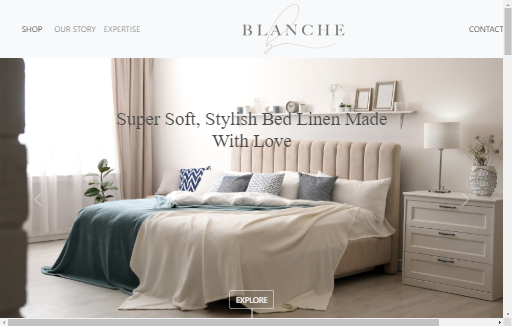 SHOP OUR STORY EXPERTISE
BLANCHE
CONTACT
Super Soft, Stylish Bed Linen Made
With Love
EXPLORE